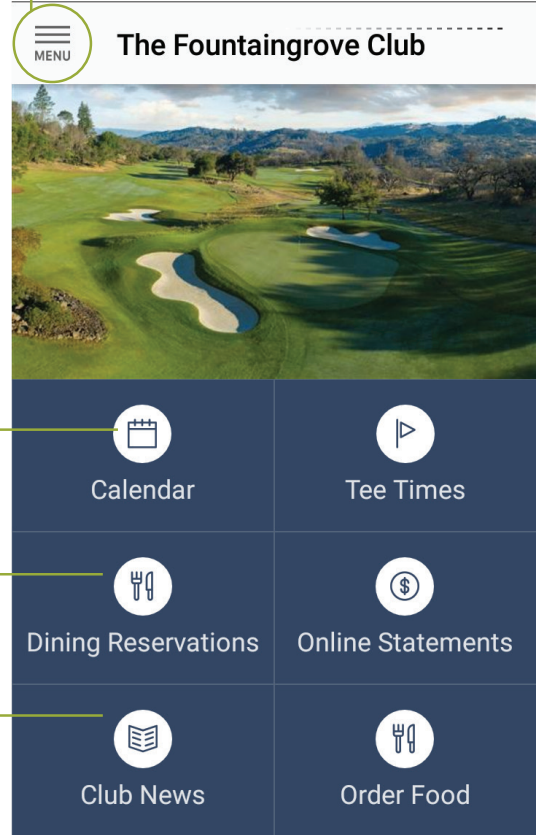 MENU
The Fountaingrove Club
Calendar
Tee Times
Dining Reservations
Online Statements
Club News
Order Food